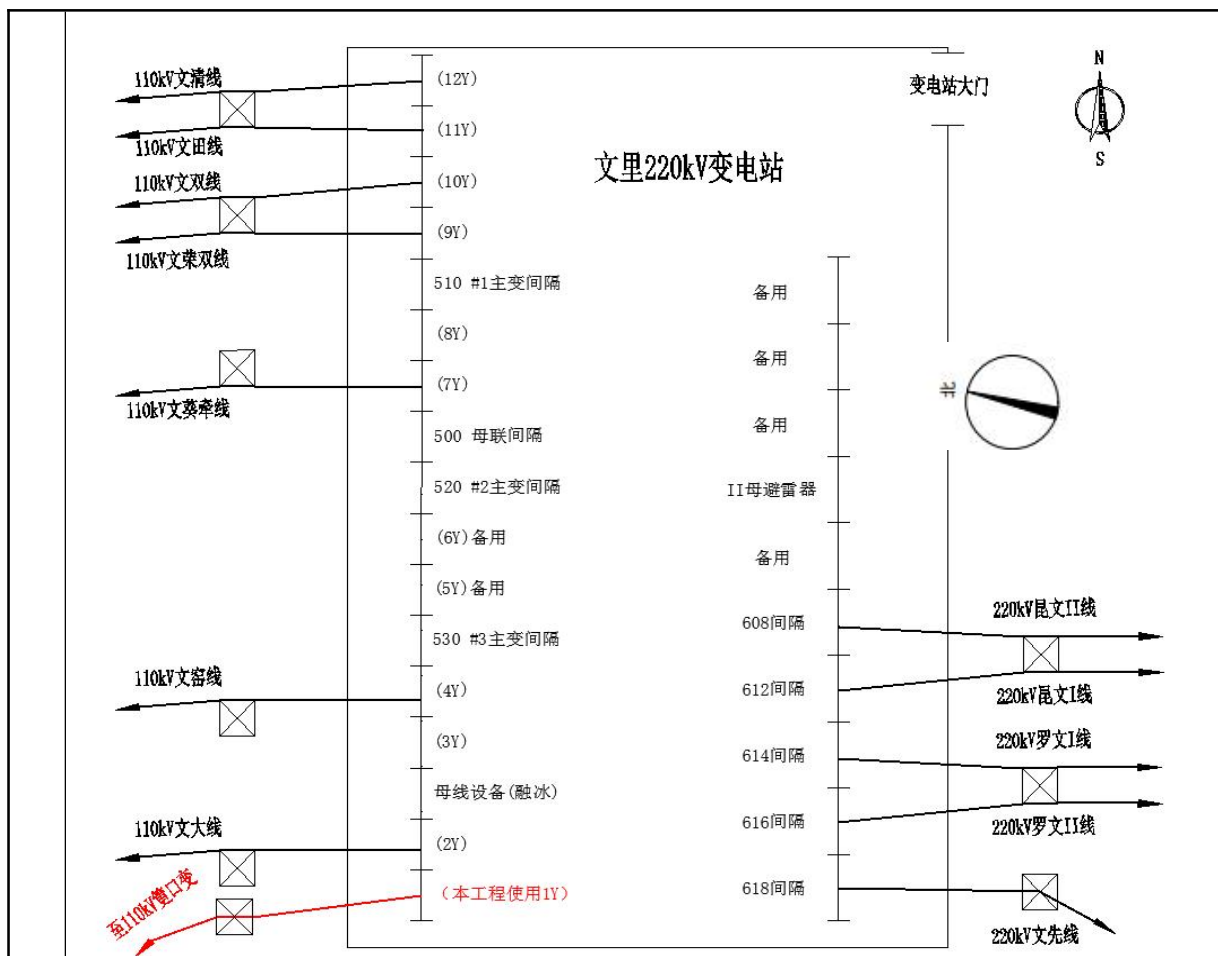 110kV文清线
(12Y)
变电站大门
N
S
(11Y)
110kV文田线
文里220kV变电站
110kV文双线
(10Y)
(9Y)
110kV文荣双线
510 #1主变间隔
备用
(8Y)
备用
(7Y)
北
110kV文葵牵线
备用
500 母联间隔
520 #2主变间隔
II母避雷器
(6Y)备用
备用
(5Y)备用
220kV昆文II线
608间隔
530 #3主变间隔
110kV文窑线
(4Y)
612间隔
220kV昆文I线
(3Y)
614间隔
220kV罗文I线
母线设备(融冰)
110kV文大线
(2Y)
616间隔
220kV罗文II线
至110kV筻口变
(本工程使用1Y)
618间隔
220kV文先线